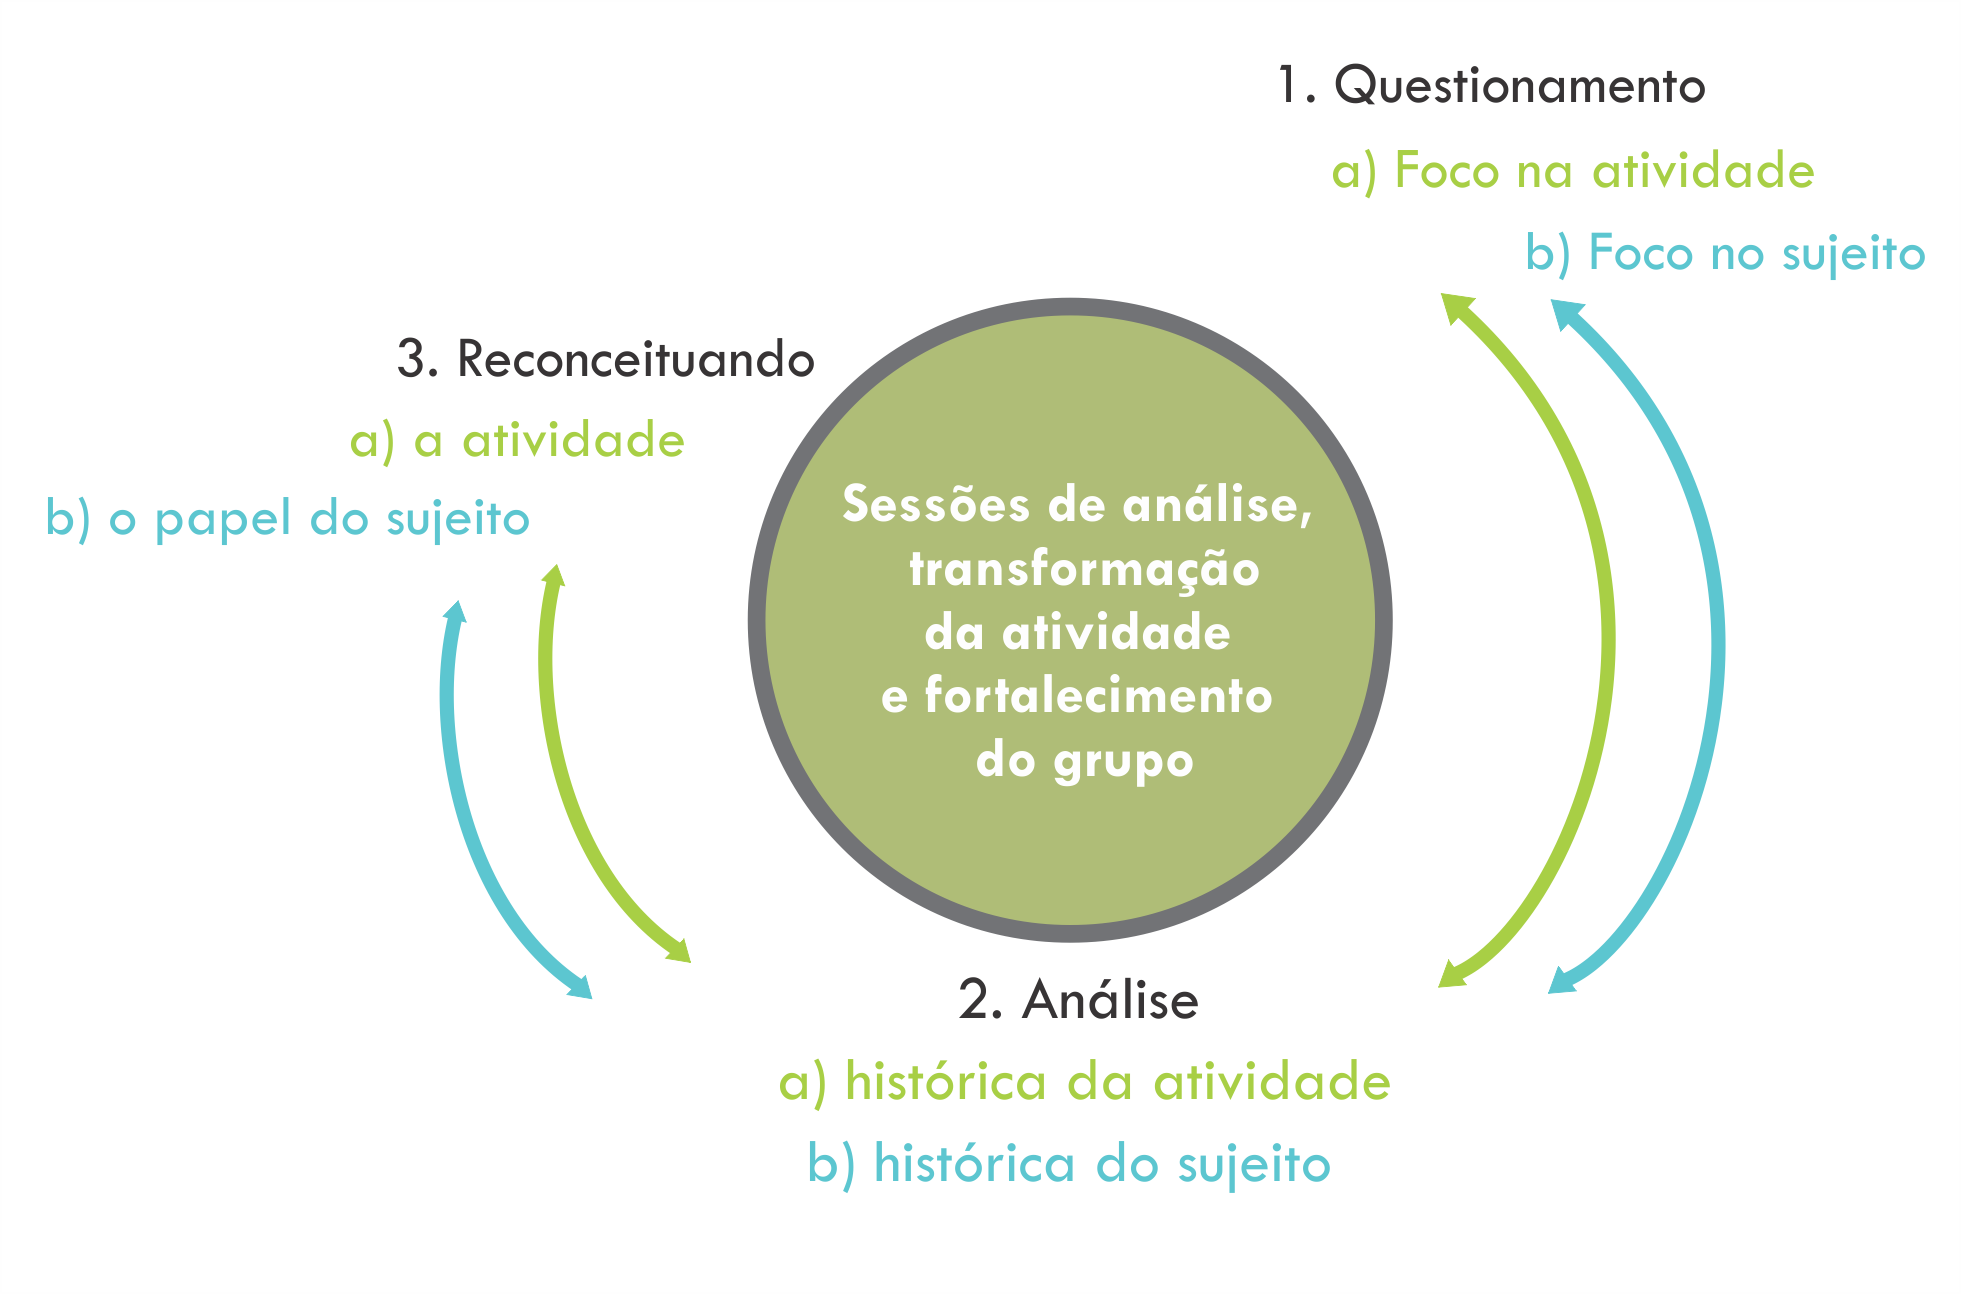 1. Questionamento
a) Foco na atividade
b) Foco no sujeito
3. Reconceituando
a) a atividade
b) o papel do sujeito
Sessões de análise,
transformação
da atividade
e fortalecimento
do grupo
2. Análise
a) histórica da atividade
b) histórica do sujeito